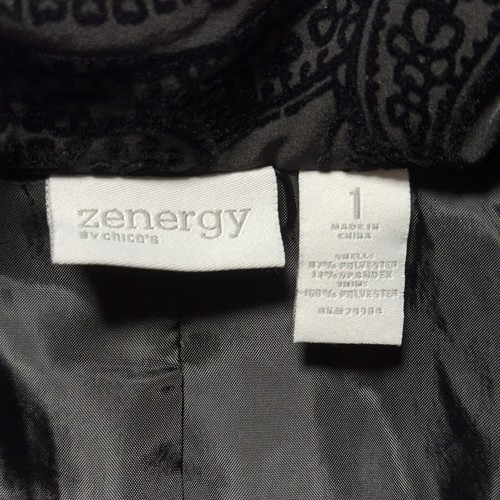 zenergy
BY CHICO'S
1
MADE IN
CHINA
SHELL:
87% POLYESTER
13% SPANDEX
TRIM:
100% POLYESTER